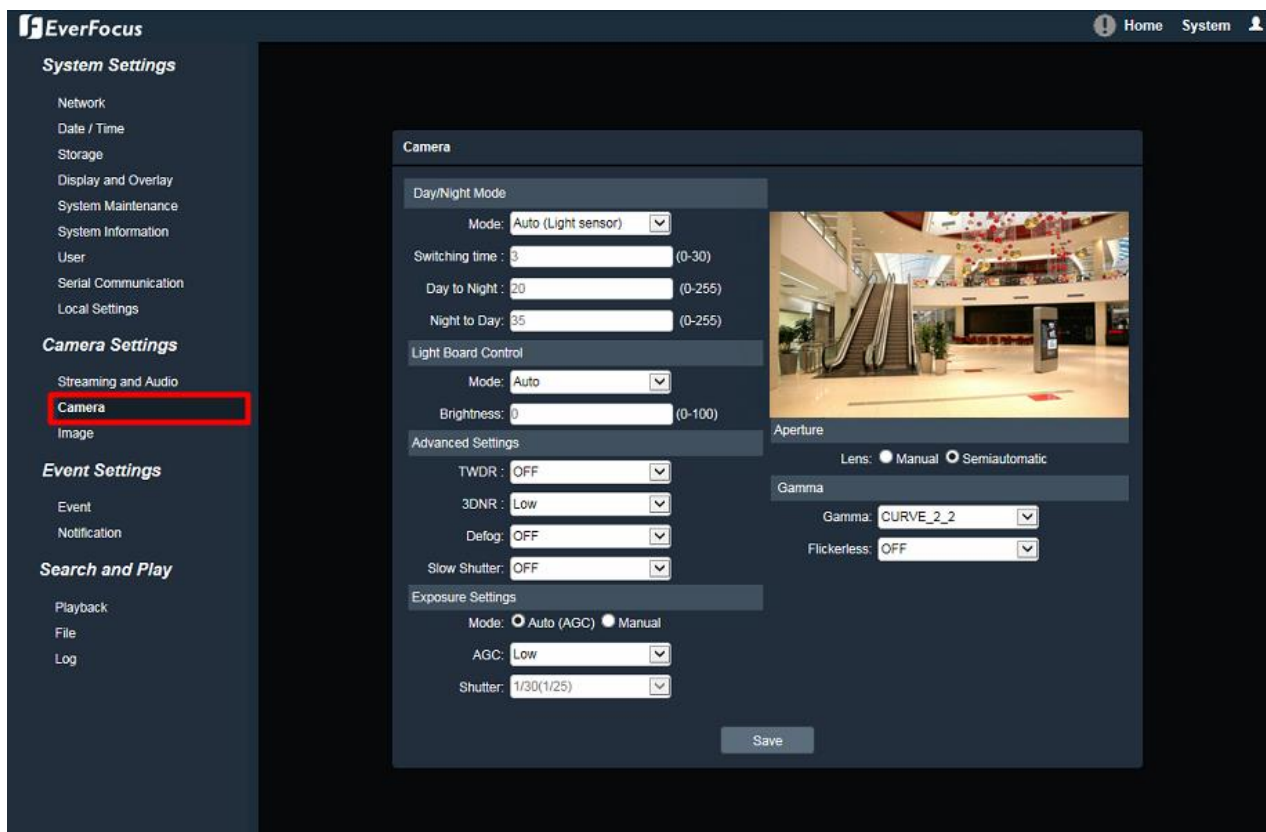 EverFocus
Home System
System Settings
Network
Date / Time
Storage
Display and Overlay
System Maintenance
System Information
User
Serial Communication
Local Settings
Camera Settings
Streaming and Audio
Camera
Image
Event Settings
Event
Notification
Search and Play
Playback
File
Log
Camera
Day/Night Mode
Mode: Auto (Light sensor)
Switching time : 3 (0-30)
Day to Night : 20 (0-255)
Night to Day: 35 (0-255)
Light Board Control
Mode: Auto
Brightness: 0 (0-100)
Advanced Settings
TWDR : OFF
3DNR : Low
Defog: OFF
Slow Shutter: OFF
Exposure Settings
Mode: Auto (AGC) Manual
AGC: Low
Shutter: 1/30(1/25)
Aperture
Lens: Manual Semiautomatic
Gamma
Gamma: CURVE_2_2
Flickerless: OFF
Save